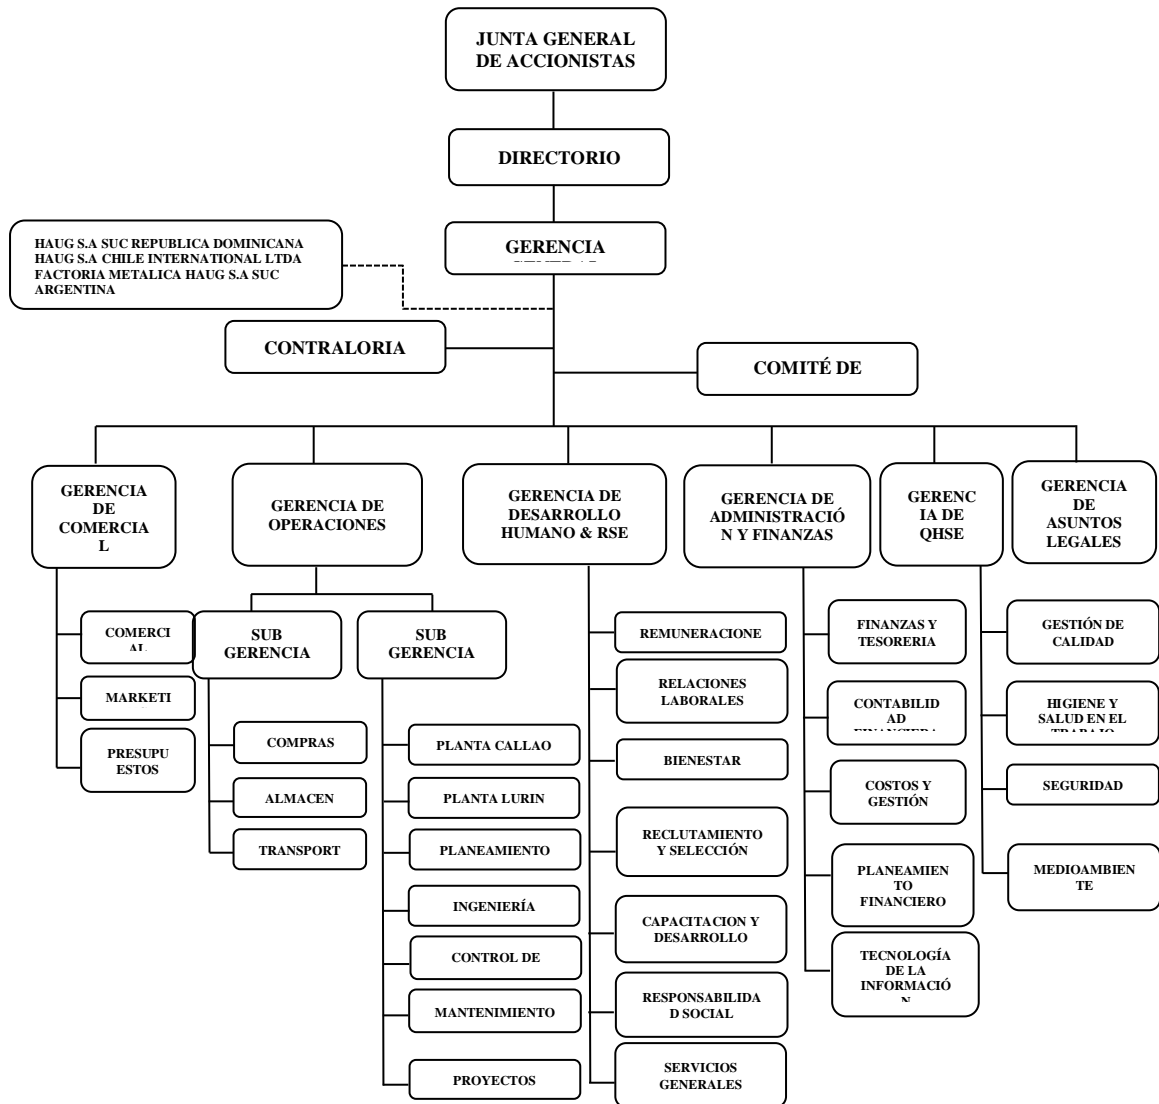 JUNTA GENERAL
DE ACCIONISTAS
DIRECTORIO
GERENCIA
HAUG S.A SUC REPUBLICA DOMINICANA
HAUG S.A CHILE INTERNATIONAL LTDA
FACTORIA METALICA HAUG S.A SUC
ARGENTINA
CONTRALORIA
COMITÉ DE
GERENCIA
DE
COMERCIA
L
GERENCIA DE
OPERACIONES
GERENCIA DE
DESARROLLO
HUMANO & RSE
GERENCIA DE
ADMINISTRACIÓ
N Y FINANZAS
GERENC
IA DE
QHSE
GERENCIA
DE
ASUNTOS
LEGALES
COMERCI
AL
MARKETI
PRESUPU
ESTOS
SUB
GERENCIA
COMPRAS
ALMACEN
TRANSPORT
SUB
GERENCIA
PLANTA CALLAO
PLANTA LURIN
PLANEAMIENTO
INGENIERÍA
CONTROL DE
MANTENIMIENTO
PROYECTOS
REMUNERACIONE
RELACIONES
LABORALES
BIENESTAR
RECLUTAMIENTO
Y SELECCIÓN
CAPACITACION Y
DESARROLLO
RESPONSABILIDA
D SOCIAL
SERVICIOS
GENERALES
FINANZAS Y
TESORERIA
CONTABILID
AD
FINANCIERA
COSTOS Y
GESTIÓN
PLANEAMIEN
TO
FINANCIERO
TECNOLOGÍA
DE LA
INFORMACIÓ
N
GESTIÓN DE
CALIDAD
HIGIENE Y
SALUD EN EL
TRABAJO
SEGURIDAD
MEDIOAMBIEN
TE